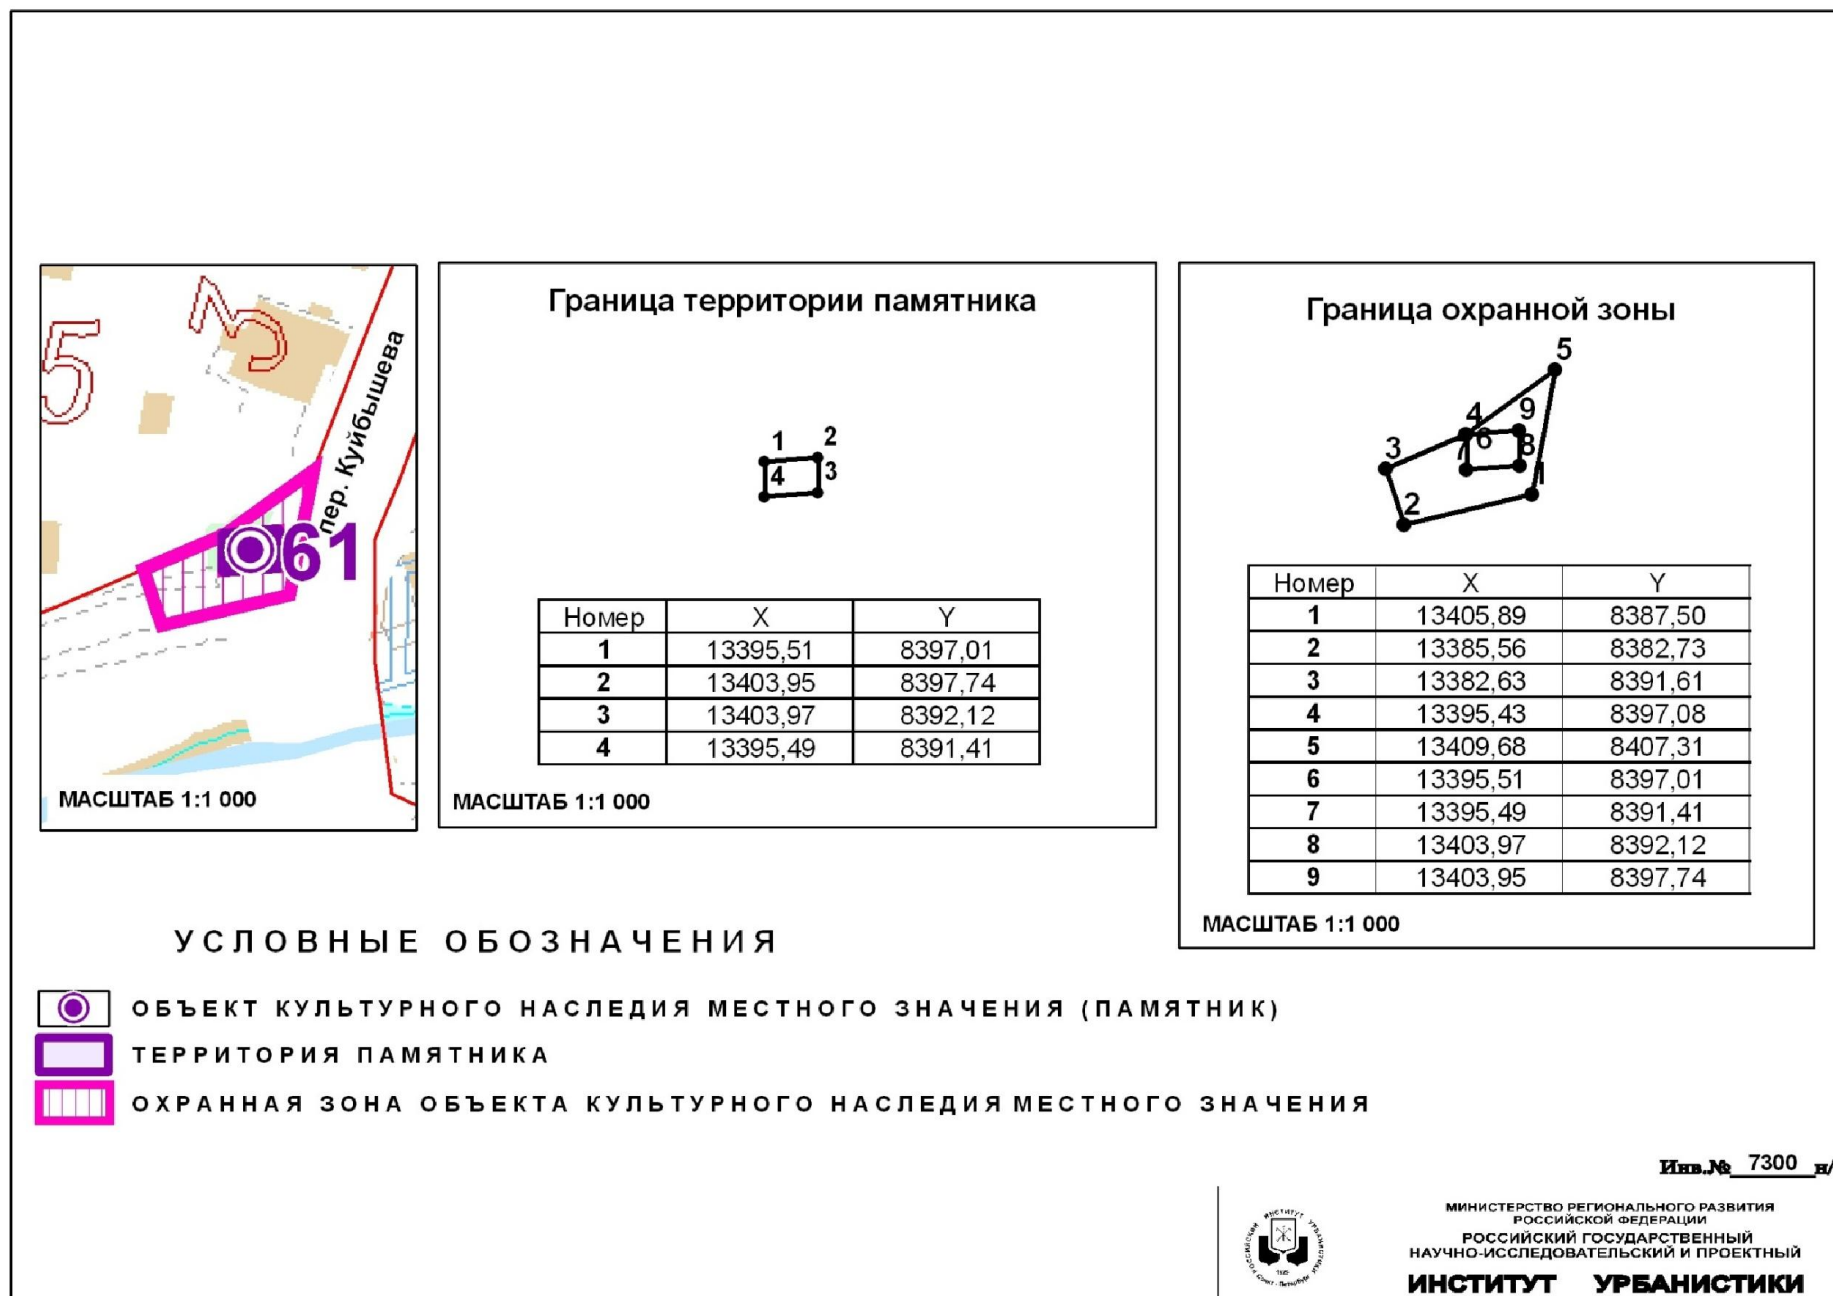 5
3
пер. Куйбышева
61
МАСШТАБ 1:1 000
Граница территории памятника
1 2
4 3
Номер X Y
1 13395,51 8397,01
2 13403,95 8397,74
3 13403,97 8392,12
4 13395,49 8391,41
МАСШТАБ 1:1 000
Граница охранной зоны
5
4 9
3 6
7 8
1
2
Номер X Y
1 13405,89 8387,50
2 13385,56 8382,73
3 13382,63 8391,61
4 13395,43 8397,08
5 13409,68 8407,31
6 13395,51 8397,01
7 13395,49 8391,41
8 13403,97 8392,12
9 13403,95 8397,74
МАСШТАБ 1:1 000
УСЛОВНЫЕ ОБОЗНАЧЕНИЯ
ОБЪЕКТ КУЛЬТУРНОГО НАСЛЕДИЯ МЕСТНОГО ЗНАЧЕНИЯ (ПАМЯТНИК)
ТЕРРИТОРИЯ ПАМЯТНИКА
ОХРАННАЯ ЗОНА ОБЪЕКТА КУЛЬТУРНОГО НАСЛЕДИЯ МЕСТНОГО ЗНАЧЕНИЯ
Инв.№ 7300 н/
МИНИСТЕРСТВО РЕГИОНАЛЬНОГО РАЗВИТИЯ
РОССИЙСКОЙ ФЕДЕРАЦИИ
РОССИЙСКИЙ ГОСУДАРСТВЕННЫЙ
НАУЧНО-ИССЛЕДОВАТЕЛЬСКИЙ И ПРОЕКТНЫЙ
ИНСТИТУТ УРБАНИСТИКИ
РОССИЙСКИЙ ИНСТИТУТ УРБАНИСТИКИ